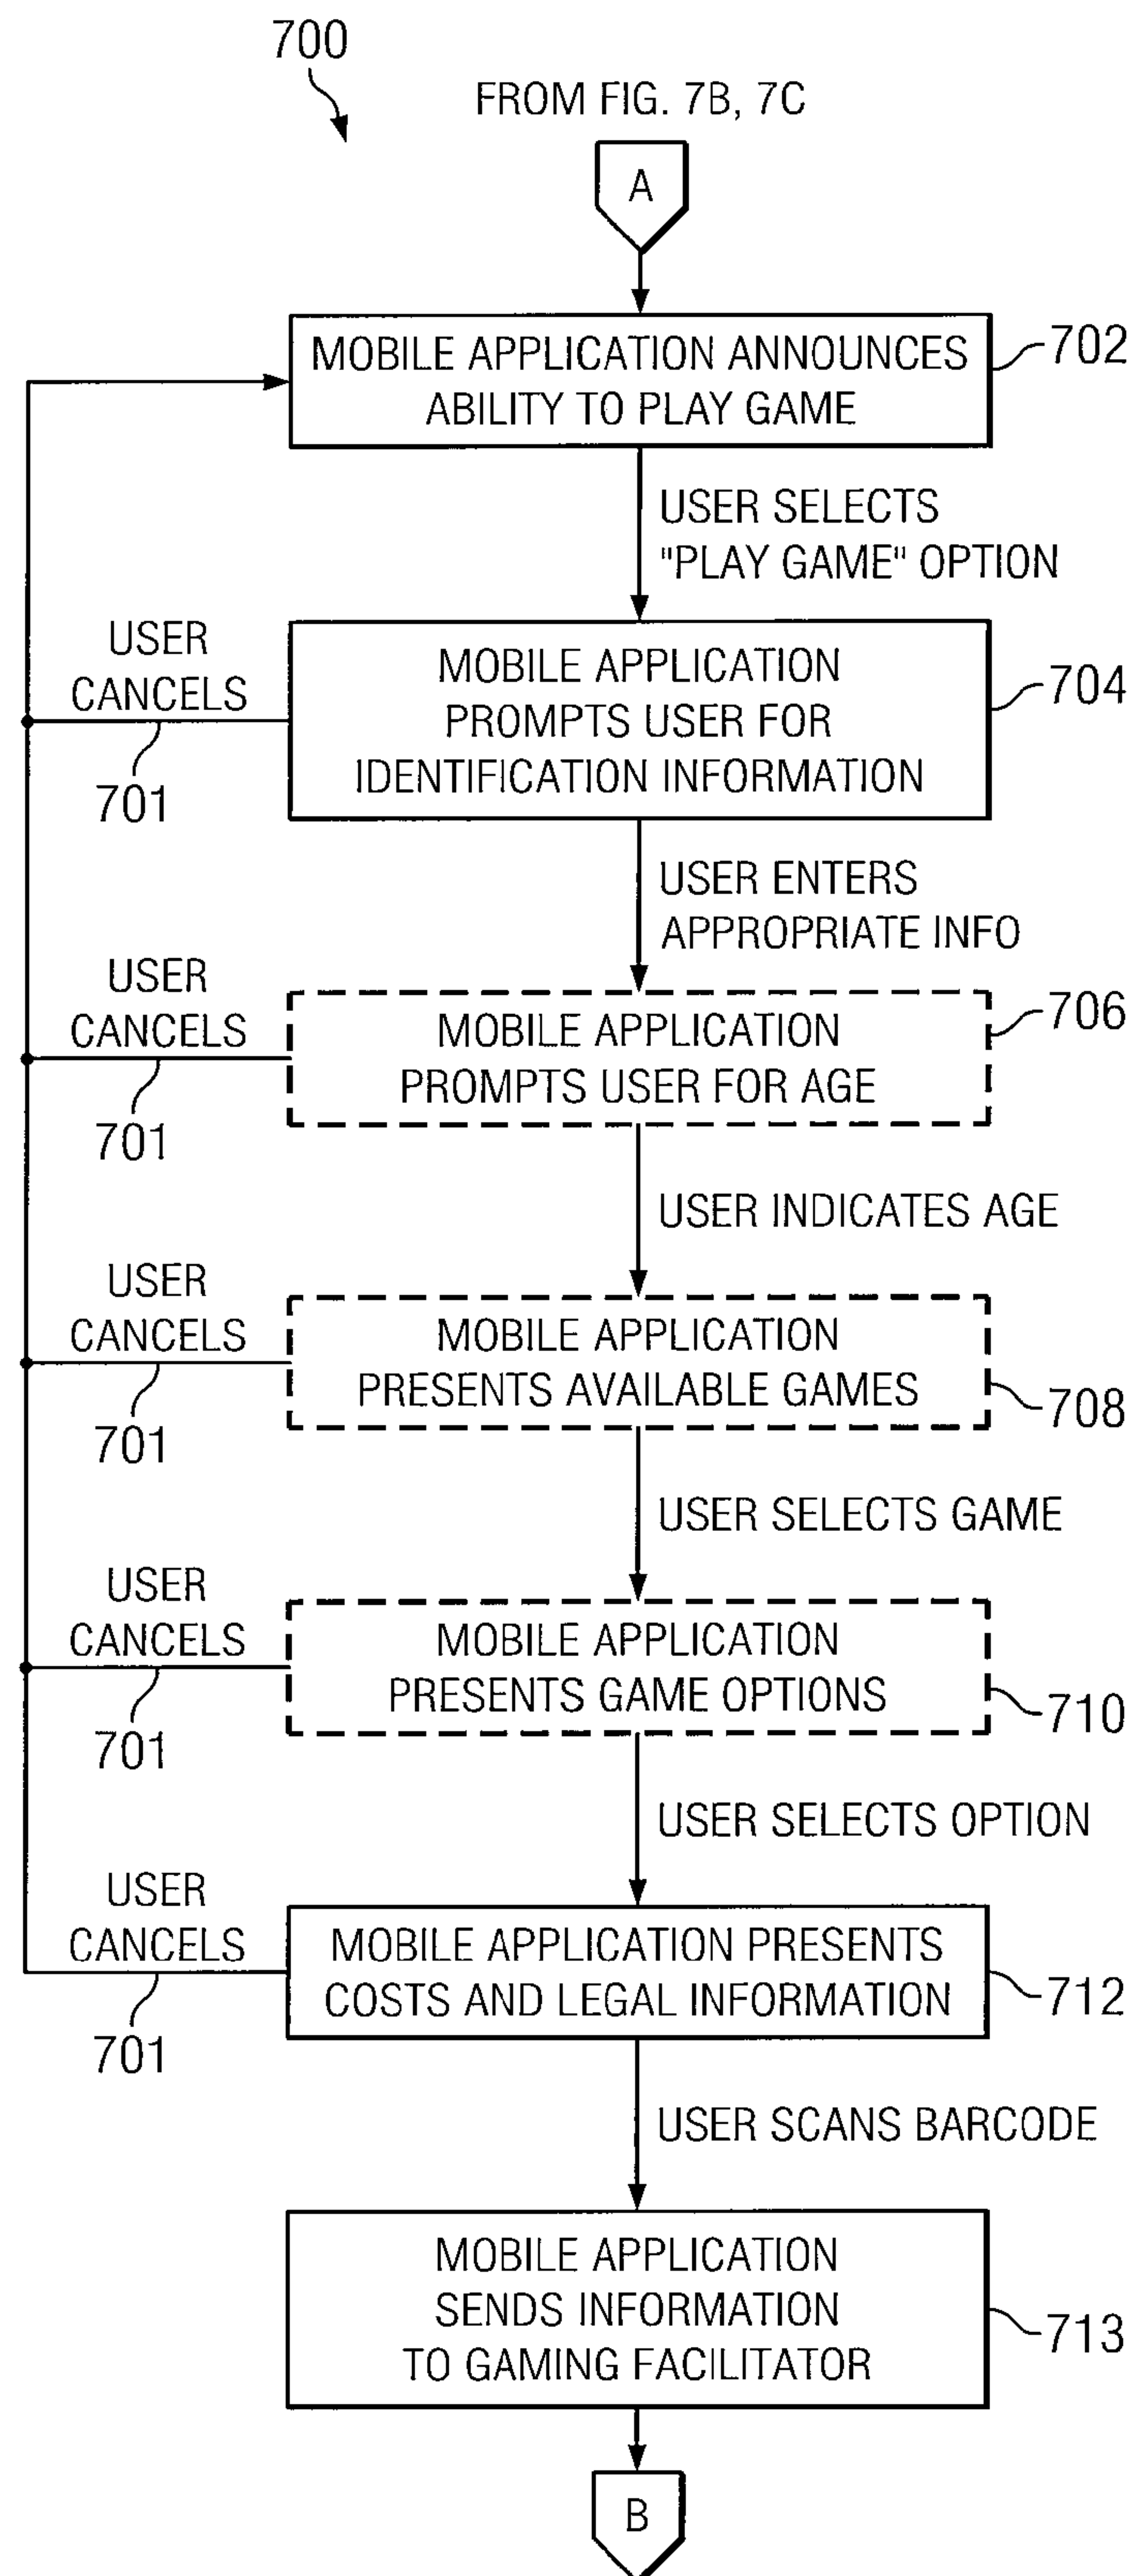 700
FROM FIG. 7B, 7C
A
MOBILE APPLICATION ANNOUNCES
ABILITY TO PLAY GAME
702
USER SELECTS
"PLAY GAME" OPTION
USER
CANCELS
701
MOBILE APPLICATION
PROMPTS USER FOR
IDENTIFICATION INFORMATION
704
USER ENTERS
APPROPRIATE INFO
USER
CANCELS
701
MOBILE APPLICATION
PROMPTS USER FOR AGE
706
USER INDICATES AGE
USER
CANCELS
701
MOBILE APPLICATION
PRESENTS AVAILABLE GAMES
708
USER SELECTS GAME
USER
CANCELS
701
MOBILE APPLICATION
PRESENTS GAME OPTIONS
710
USER SELECTS OPTION
USER
CANCELS
701
MOBILE APPLICATION PRESENTS
COSTS AND LEGAL INFORMATION
712
USER SCANS BARCODE
MOBILE APPLICATION
SENDS INFORMATION
TO GAMING FACILITATOR
713
B